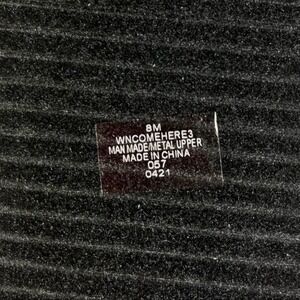 8M
WNCOMEHERE3
MAN MADE/METAL UPPER
MADE IN CHINA
057
0421